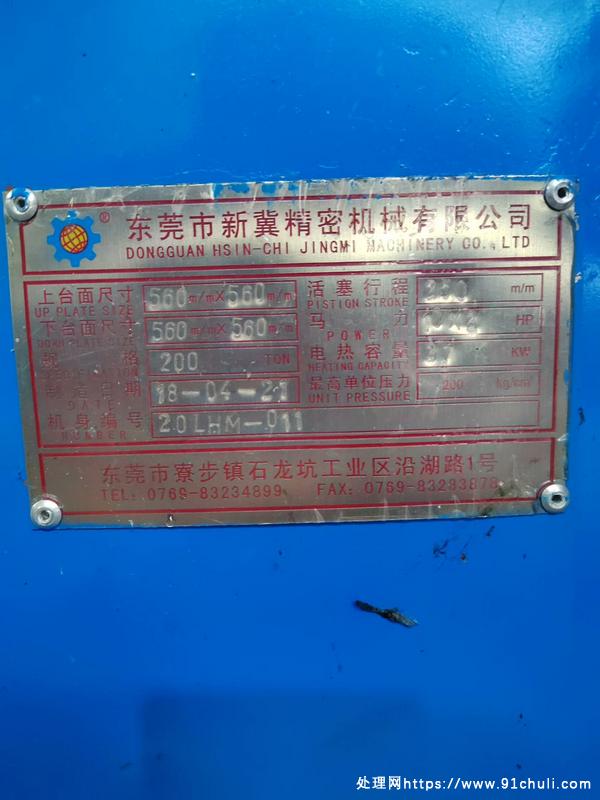 东莞市新冀精密机械有限公司
DONGGUAN HSIN-CHI JINGMI MACHINERY CO., LTD
上台面尺寸 560 m/m X 560 m/m 活塞行程 m/m
UP PLATE SIZE PISTION STROKE
下台面尺寸 560 m/m X 560 m/m 马力 HP
DOWN PLATE SIZE POWER
规格 200 TON 电热容量 KW
SPECIFICATION HEATING CAPACITY
制造日期 18-04-21 最高单位压力 200 kg/cm²
DATE UNIT PRESSURE
机身编号 20LHM-011
NUMBER
东莞市寮步镇石龙坑工业区沿湖路1号
TEL: 0769-83234899 FAX: 0769-83233878
处理网https://www.91chuli.com/